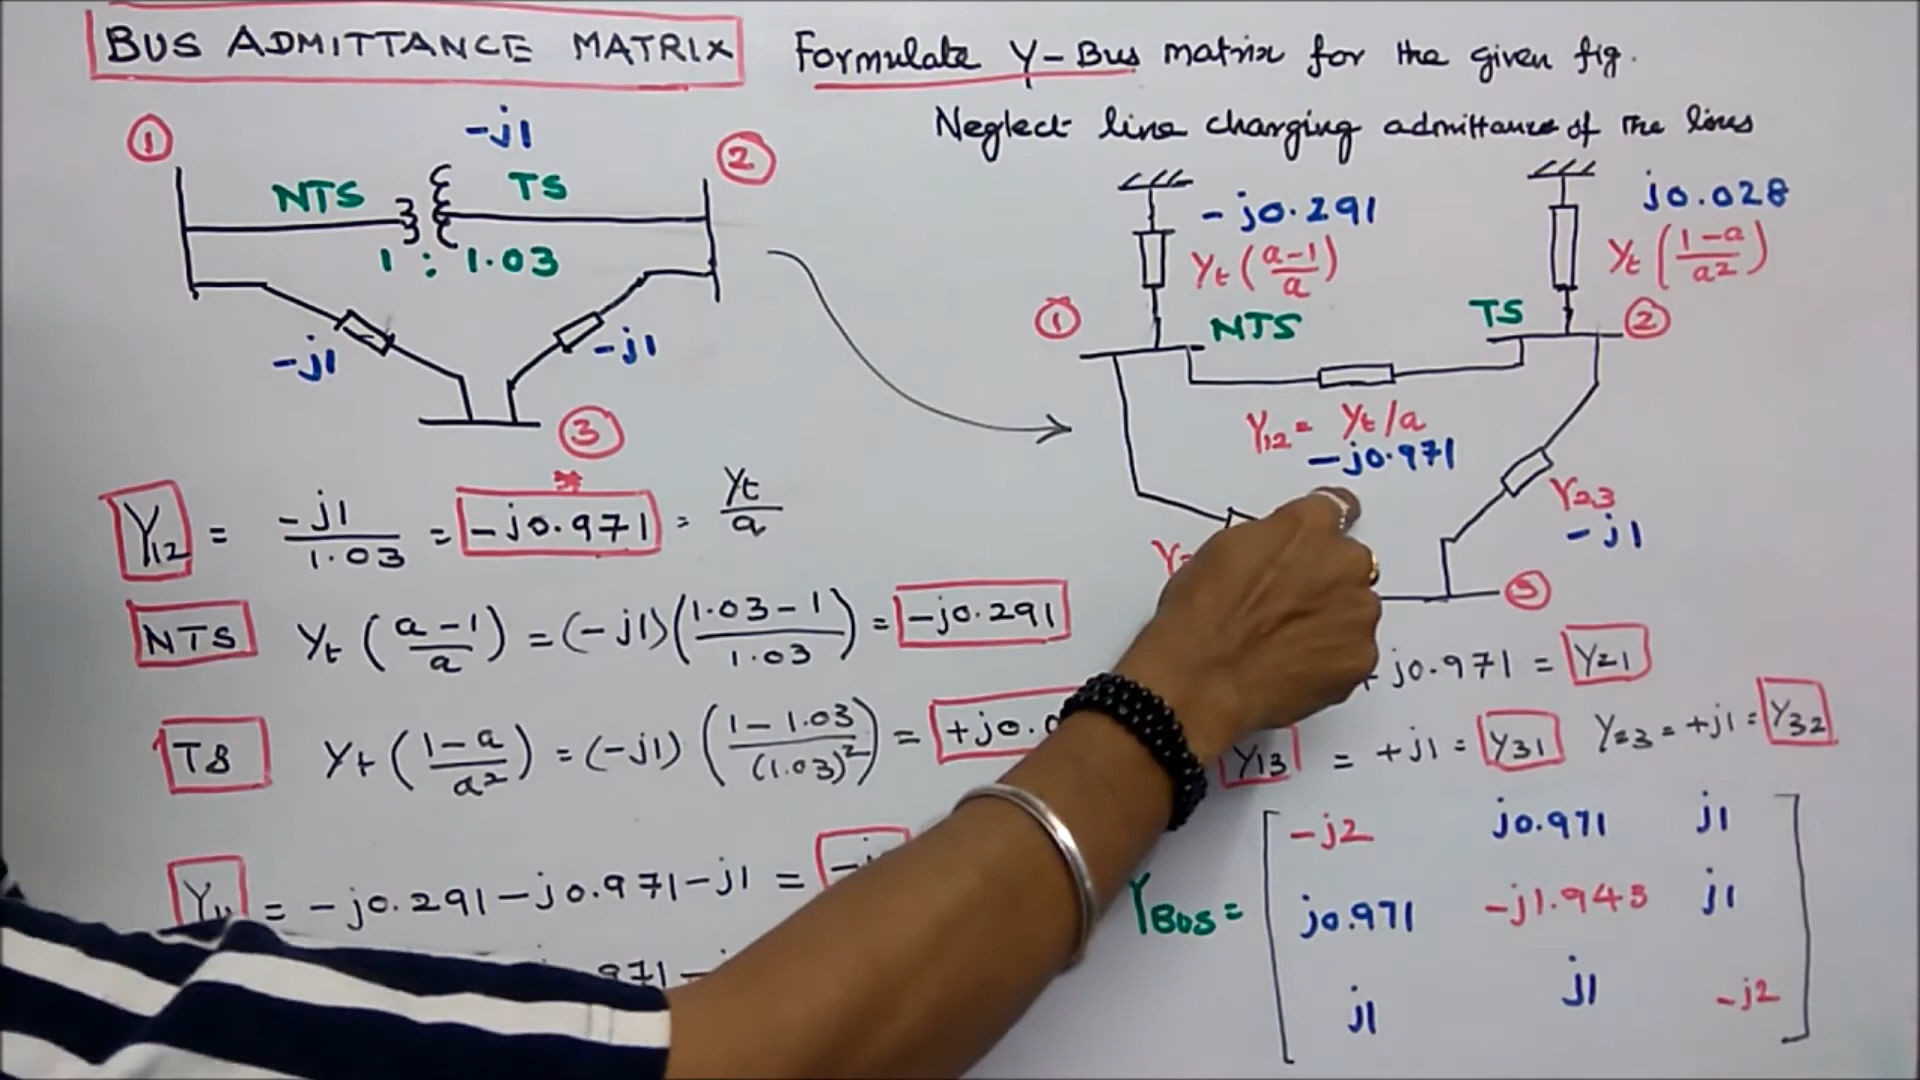 BUS ADMITTANCE MATRIX
Formulate Y-Bus matrix for the given fig.
Neglect line charging admittance of the lines
1
-j1
2
NTS
TS
1 : 1.03
-j1
-j1
3
-j0.291
Yt (a-1/a)
j0.028
Yt (1-a/a2)
1
NTS
TS
2
Y12 = Yt/a
-j0.971
Y23
-j1
3
Y12 = -j1/1.03 = -j0.971 = Yt/a
NTS Yt (a-1/a) = (-j1)(1.03-1/1.03) = -j0.291
TS Yt (1-a/a2) = (-j1) (1-1.03/(1.03)2) = +j0.0
Y11 = -j0.291-j0.971-j1 =
971-
j0.971 = Y21
Y13 = +j1 = Y31 Y23 = +j1 = Y32
YBUS =
-j2 j0.971 j1
j0.971 -j1.943 j1
j1 j1 -j2